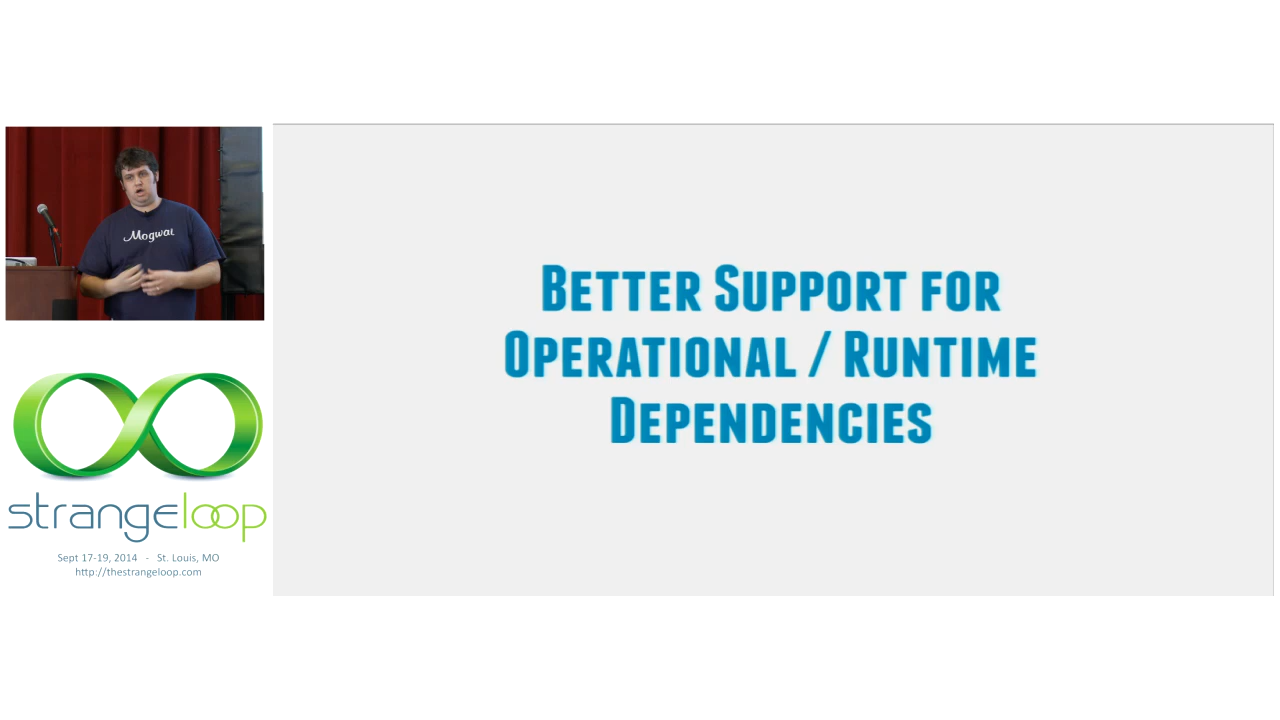 Mogwai
strangeloop
Sept 17-19, 2014 - St. Louis, MO
http://thestrangeloop.com
Better Support for
Operational / Runtime
Dependencies